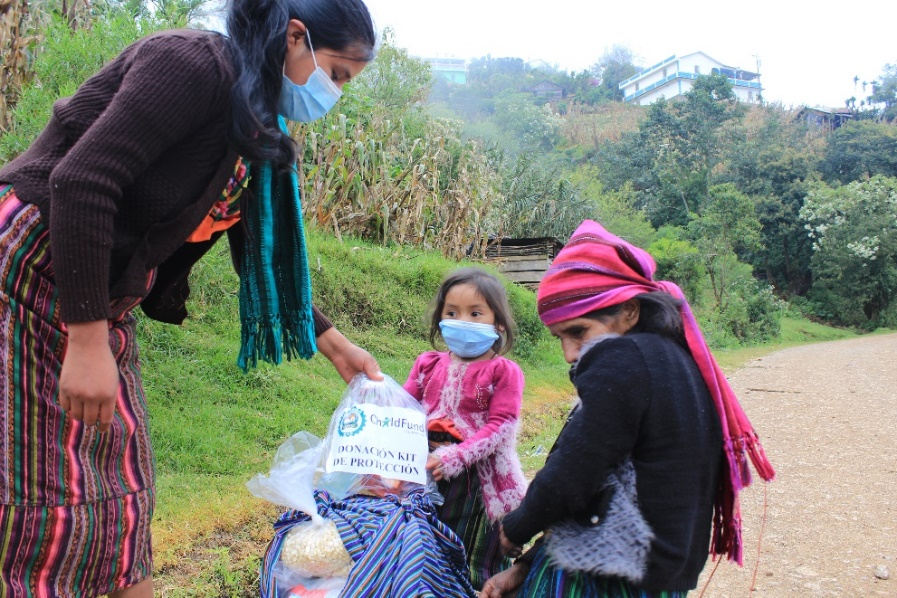 ChildFund
DONACIÓN KIT
DE PROTECCIÓN